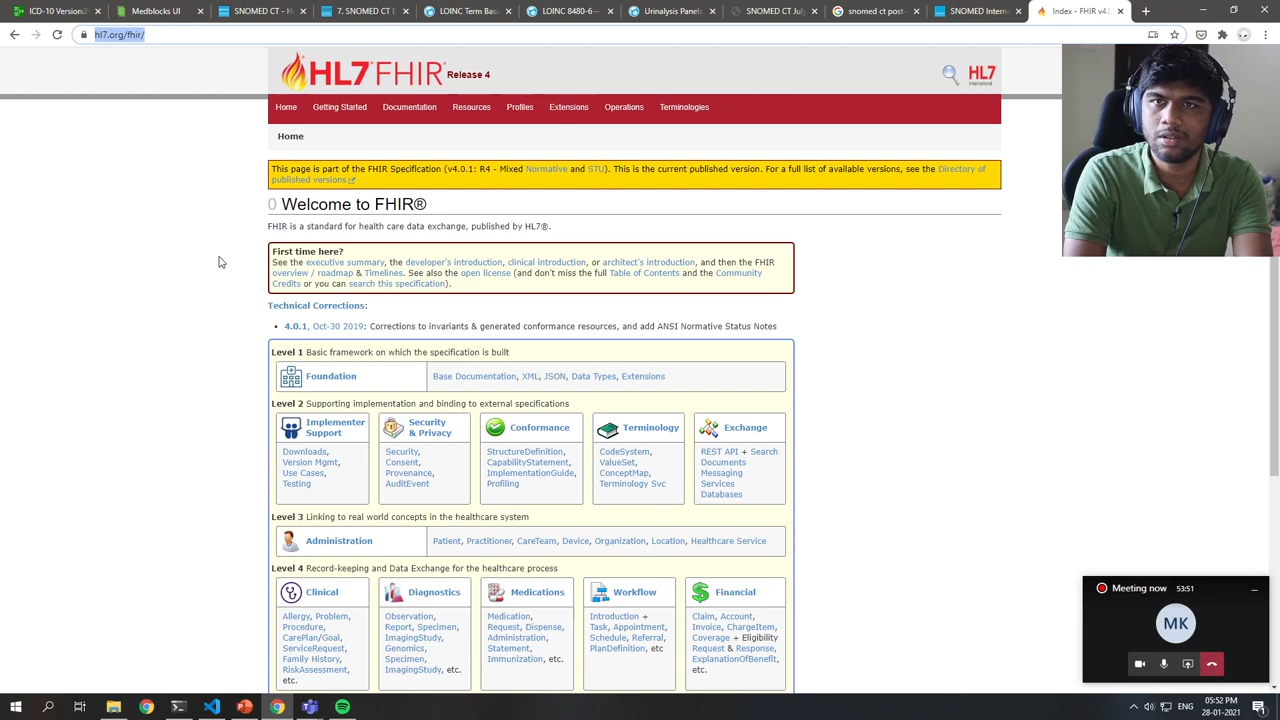 ICD-10 Version:2
Medblocks UI
SNOMED CT - Ho
LOINC Term Basi
LOINC 8480-6 —
Urinalysis Panel s
SNOMED CT July
snomed ct post-c
SNOMED Interna
Index - FHIR v4.0
hl7.org/fhir/
HL7 FHIR Release 4
HL7
International
Home Getting Started Documentation Resources Profiles Extensions Operations Terminologies
Home
This page is part of the FHIR Specification (v4.0.1: R4 - Mixed Normative and STU). This is the current published version. For a full list of available versions, see the Directory of
published versions
0 Welcome to FHIR®
FHIR is a standard for health care data exchange, published by HL7®.
First time here?
See the executive summary, the developer's introduction, clinical introduction, or architect's introduction, and then the FHIR
overview / roadmap & Timelines. See also the open license (and don't miss the full Table of Contents and the Community
Credits or you can search this specification).
Technical Corrections:
• 4.0.1, Oct-30 2019: Corrections to invariants & generated conformance resources, and add ANSI Normative Status Notes
Level 1 Basic framework on which the specification is built
Foundation
Base Documentation, XML, JSON, Data Types, Extensions
Level 2 Supporting implementation and binding to external specifications
Implementer
Support
Downloads,
Version Mgmt,
Use Cases,
Testing
Security
& Privacy
Security,
Consent,
Provenance,
AuditEvent
Conformance
StructureDefinition,
CapabilityStatement,
ImplementationGuide,
Profiling
Terminology
CodeSystem,
ValueSet,
ConceptMap,
Terminology Svc
Exchange
REST API + Search
Documents
Messaging
Services
Databases
Level 3 Linking to real world concepts in the healthcare system
Administration
Patient, Practitioner, CareTeam, Device, Organization, Location, Healthcare Service
Level 4 Record-keeping and Data Exchange for the healthcare process
Clinical
Allergy, Problem,
Procedure,
CarePlan/Goal,
ServiceRequest,
Family History,
RiskAssessment,
etc.
Diagnostics
Observation,
Report, Specimen,
ImagingStudy,
Genomics,
Specimen,
ImagingStudy, etc.
Medications
Medication,
Request, Dispense,
Administration,
Statement,
Immunization, etc.
Workflow
Introduction +
Task, Appointment,
Schedule, Referral,
PlanDefinition, etc
Financial
Claim, Account,
Invoice, ChargeItem,
Coverage + Eligibility
Request & Response,
ExplanationOfBenefit,
etc.
Meeting now 53:51
MK
ENG
05:52 PM
28-01-2021
1